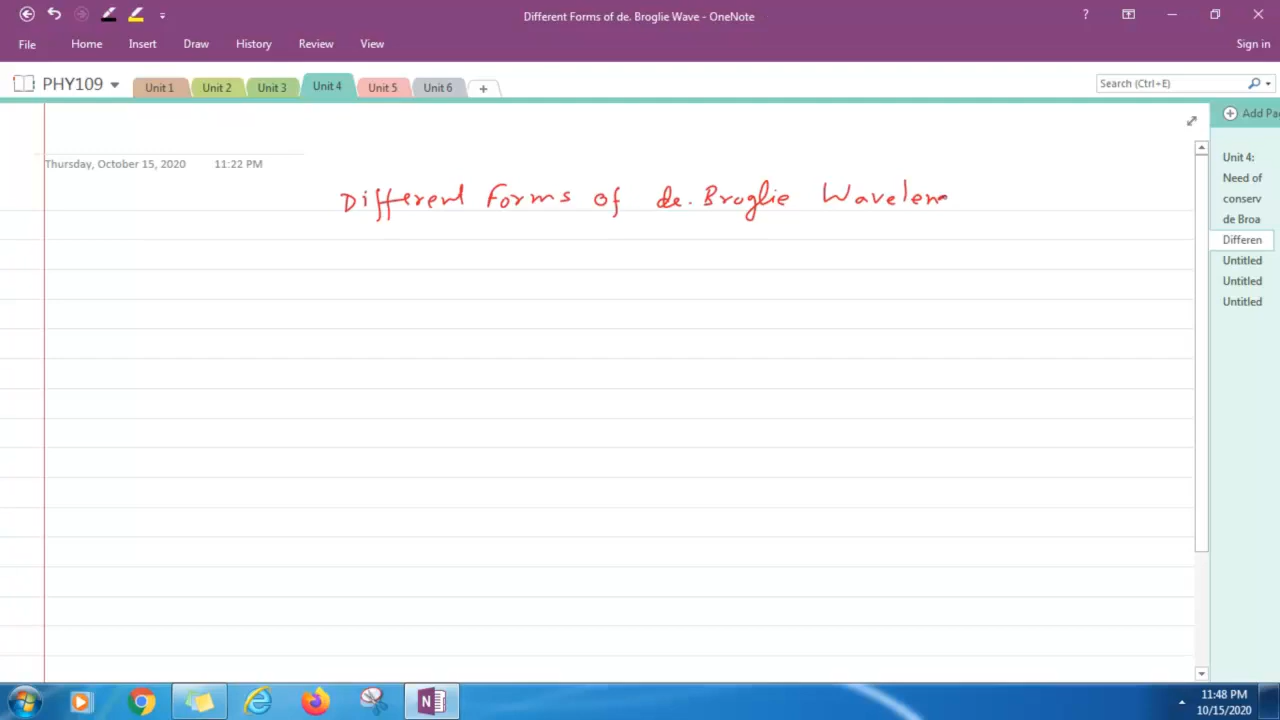 Different Forms of de. Broglie Wave - OneNote
?
File Home Insert Draw History Review View
Sign in
PHY109 Unit 1 Unit 2 Unit 3 Unit 4 Unit 5 Unit 6 +
Search (Ctrl+E)
Add Pa
Thursday, October 15, 2020 11:22 PM
Different Forms of de. Broglie Wavelen
Unit 4:
Need of
conserv
de Broa
Differen
Untitled
Untitled
Untitled
11:48 PM
10/15/2020